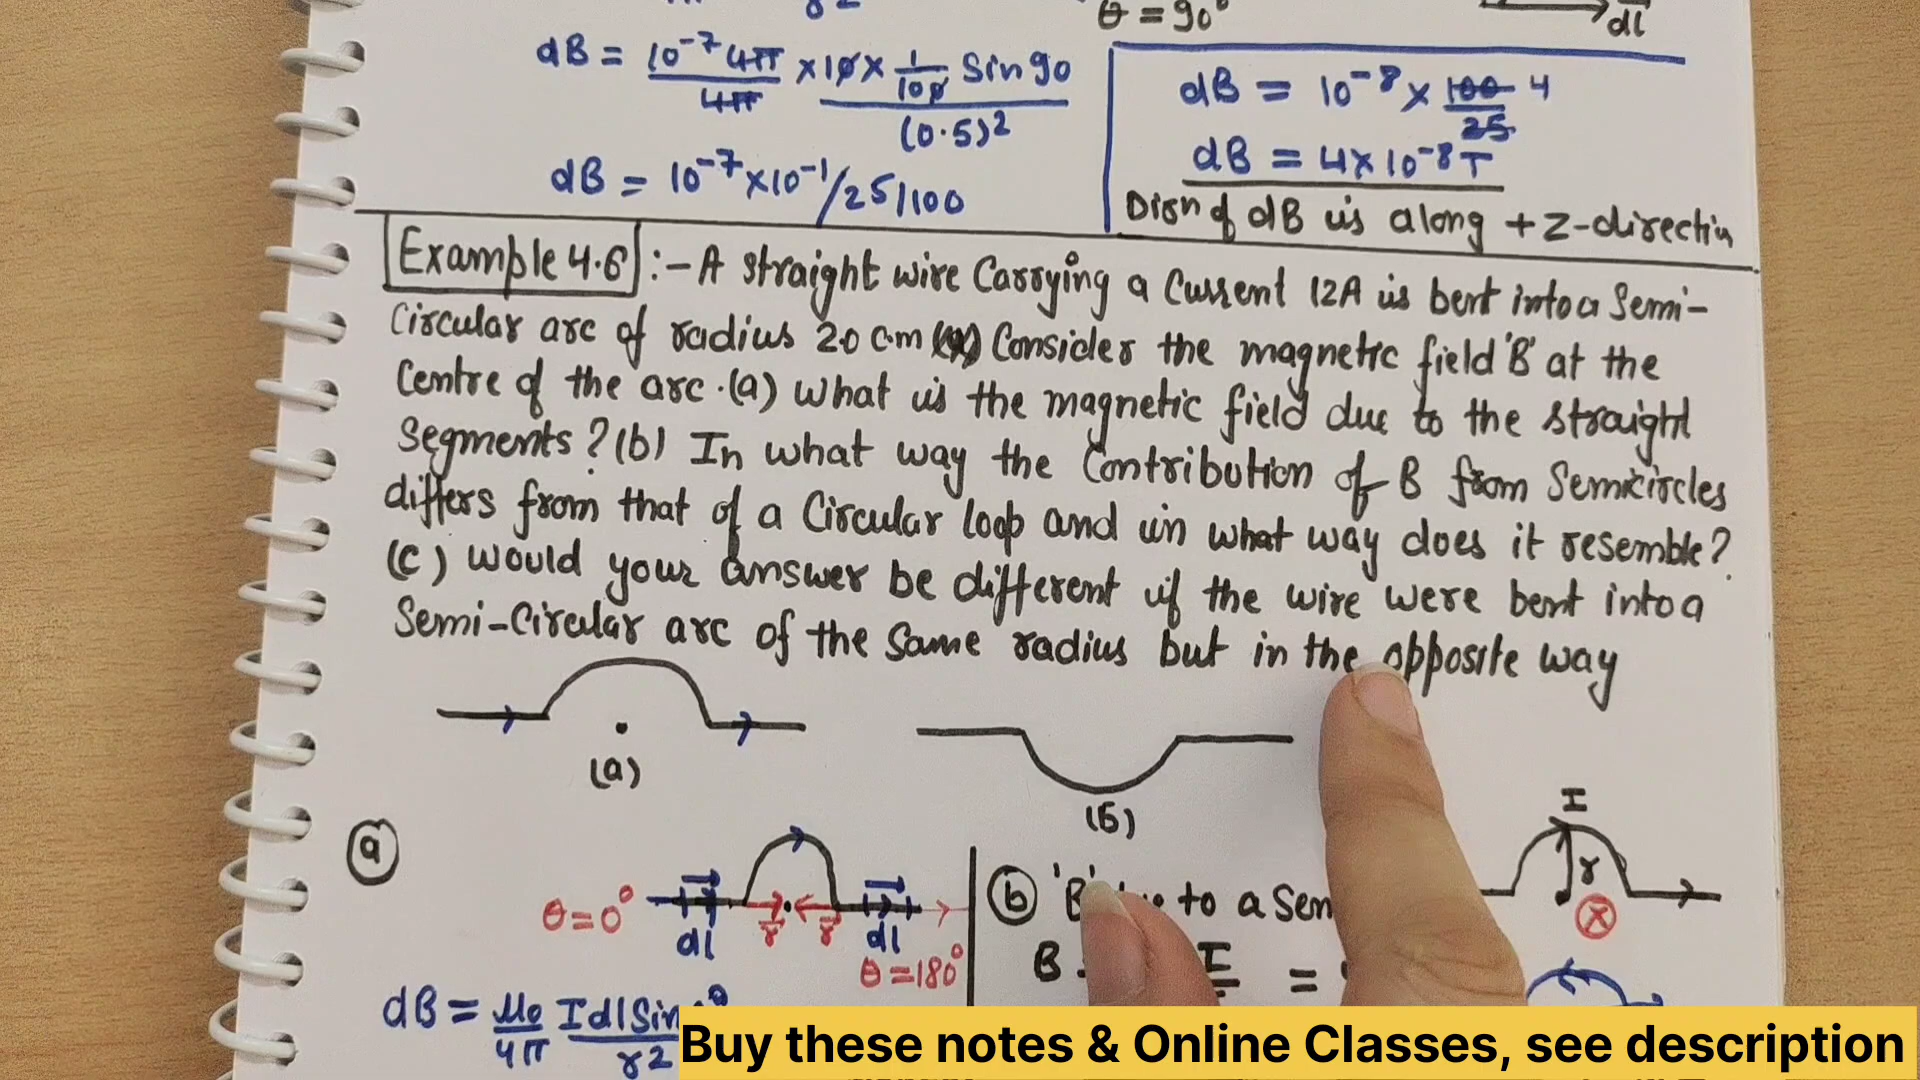 θ = 90°
dl
dB = 10⁻⁷ 4π/4π × 10 × 1/100 Sin 90/(0.5)²
dB = 10⁻⁷ × 10⁻¹/25/100
dB = 10⁻⁸ × 100/25 4
dB = 4 × 10⁻⁸ T
Dirn of dB is along +z-directin
Example 4.6 :- A straight wire Carrying a Current 12A is bent into a Semi-
Circular arc of radius 2.0 cm Consider the magnetic field 'B' at the
Centre of the arc. (a) What is the magnetic field due to the straight
Segments? (b) In what way the Contribution of B from Semicircles
differs from that of a Circular loop and in what way does it resemble?
(c) Would your answer be different if the wire were bent into a
Semi-Circular arc of the Same radius but in the opposite way
(a)
(b)
I
r
ⓧ
ⓐ
θ = 0°
dl
r
r
dl
θ = 180°
dB = μ₀/4π Idl Sin 0°/r2
ⓑ 'B' to a Sem
B I =
Buy these notes & Online Classes, see description